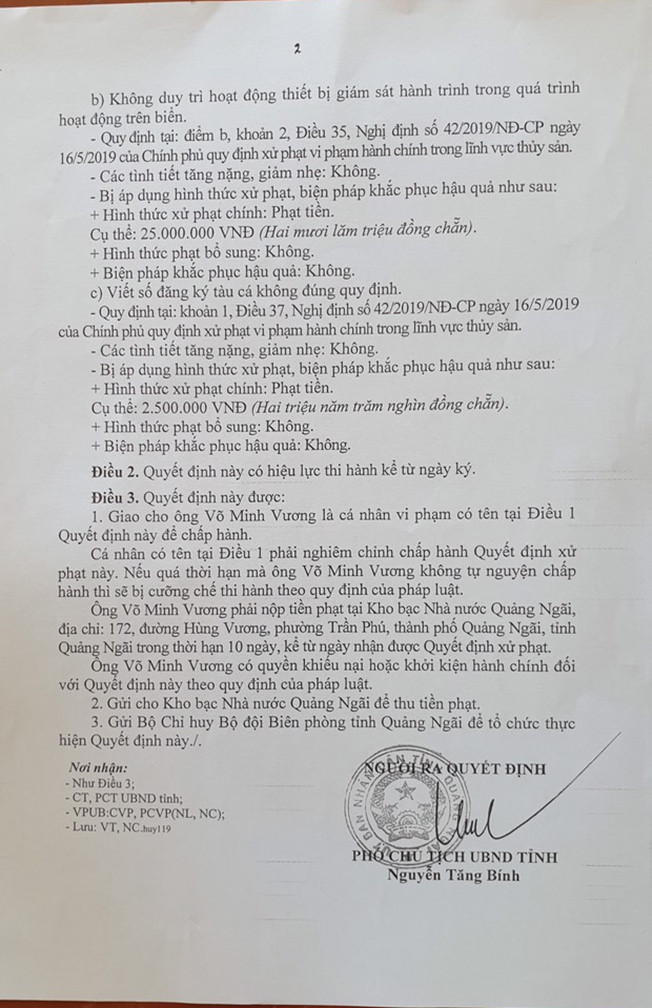 2
b) Không duy trì hoạt động thiết bị giám sát hành trình trong quá trình
hoạt động trên biển.
- Quy định tại: điểm b, khoản 2, Điều 35, Nghị định số 42/2019/NĐ-CP ngày
16/5/2019 của Chính phủ quy định xử phạt vi phạm hành chính trong lĩnh vực thủy sản.
- Các tình tiết tăng nặng, giảm nhẹ: Không.
- Bị áp dụng hình thức xử phạt, biện pháp khắc phục hậu quả như sau:
+ Hình thức xử phạt chính: Phạt tiền.
Cụ thể: 25.000.000 VNĐ (Hai mươi lăm triệu đồng chẵn).
+ Hình thức phạt bổ sung: Không.
+ Biện pháp khắc phục hậu quả: Không.
c) Viết số đăng ký tàu cá không đúng quy định.
- Quy định tại: khoản 1, Điều 37, Nghị định số 42/2019/NĐ-CP ngày 16/5/2019
của Chính phủ quy định xử phạt vi phạm hành chính trong lĩnh vực thủy sản.
- Các tình tiết tăng nặng, giảm nhẹ: Không.
- Bị áp dụng hình thức xử phạt, biện pháp khắc phục hậu quả như sau:
+ Hình thức xử phạt chính: Phạt tiền.
Cụ thể: 2.500.000 VNĐ (Hai triệu năm trăm nghìn đồng chẵn).
+ Hình thức phạt bổ sung: Không.
+ Biện pháp khắc phục hậu quả: Không.
Điều 2. Quyết định này có hiệu lực thi hành kể từ ngày ký.
Điều 3. Quyết định này được:
1. Giao cho ông Võ Minh Vương là cá nhân vi phạm có tên tại Điều 1
Quyết định này để chấp hành.
Cá nhân có tên tại Điều 1 phải nghiêm chỉnh chấp hành Quyết định xử
phạt này. Nếu quá thời hạn mà ông Võ Minh Vương không tự nguyện chấp
hành thì sẽ bị cưỡng chế thi hành theo quy định của pháp luật.
Ông Võ Minh Vương phải nộp tiền phạt tại Kho bạc Nhà nước Quảng Ngãi,
địa chỉ: 172, đường Hùng Vương, phường Trần Phú, thành phố Quảng Ngãi, tỉnh
Quảng Ngãi trong thời hạn 10 ngày, kể từ ngày nhận được Quyết định xử phạt.
Ông Võ Minh Vương có quyền khiếu nại hoặc khởi kiện hành chính đối
với Quyết định này theo quy định của pháp luật.
2. Gửi cho Kho bạc Nhà nước Quảng Ngãi để thu tiền phạt.
3. Gửi Bộ Chỉ huy Bộ đội Biên phòng tỉnh Quảng Ngãi để tổ chức thực
hiện Quyết định này./.
Nơi nhận:
- Như Điều 3;
- CT, PCT UBND tỉnh;
- VPUB:CVP, PCVP(NL, NC);
- Lưu: VT, NC.huy119
NGƯỜI RA QUYẾT ĐỊNH
PHÓ CHỦ TỊCH UBND TỈNH
Nguyễn Tăng Bính